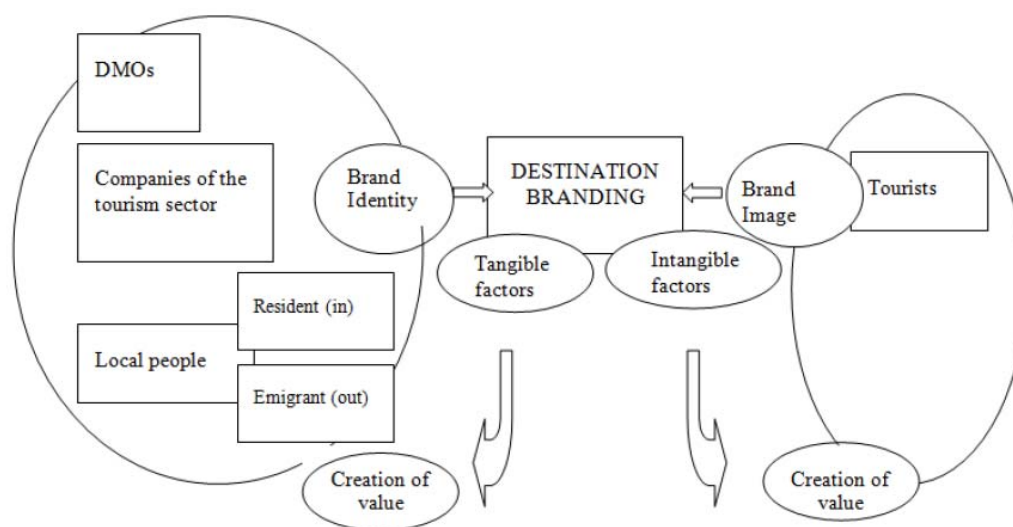 DMOs
Companies of the
tourism sector
Local people
Resident (in)
Emigrant (out)
Brand
Identity
Creation of
value
DESTINATION
BRANDING
Tangible
factors
Intangible
factors
Brand
Image
Tourists
Creation of
value